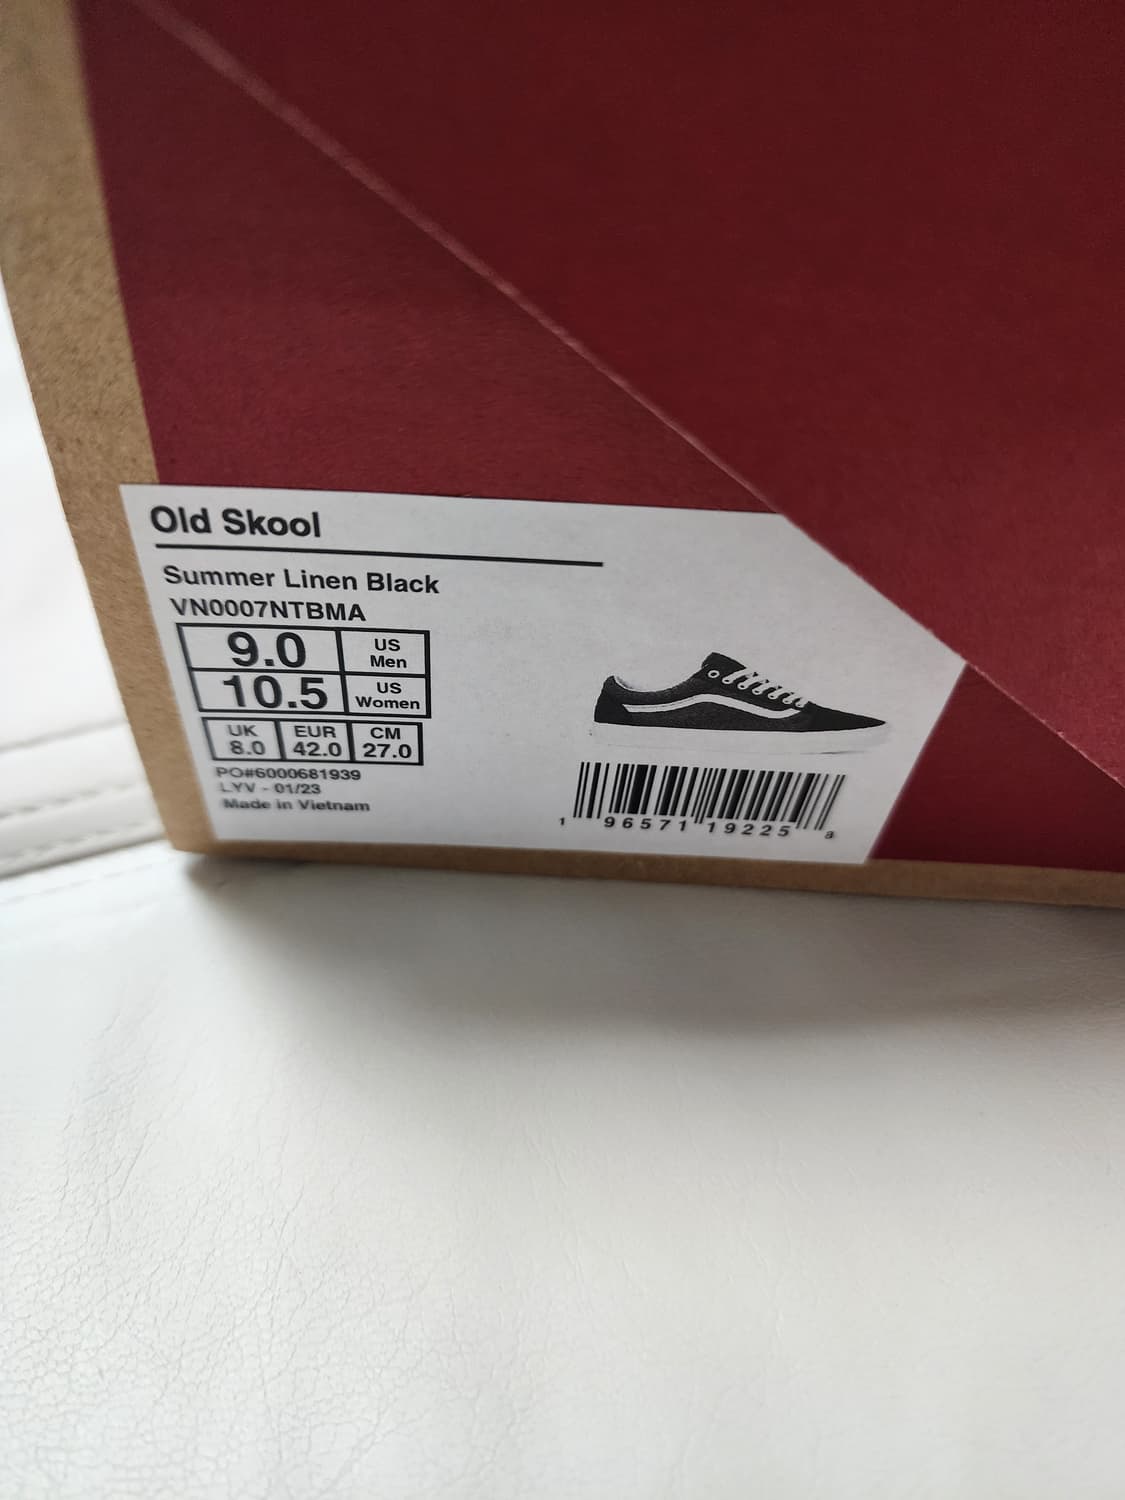 Old Skool
Summer Linen Black
VN0007NTBMA
9.0 US Men
10.5 US Women
UK EUR CM
8.0 42.0 27.0
PO#6000681939
LYV - 01/23
Made in Vietnam
1 96571 19225 8